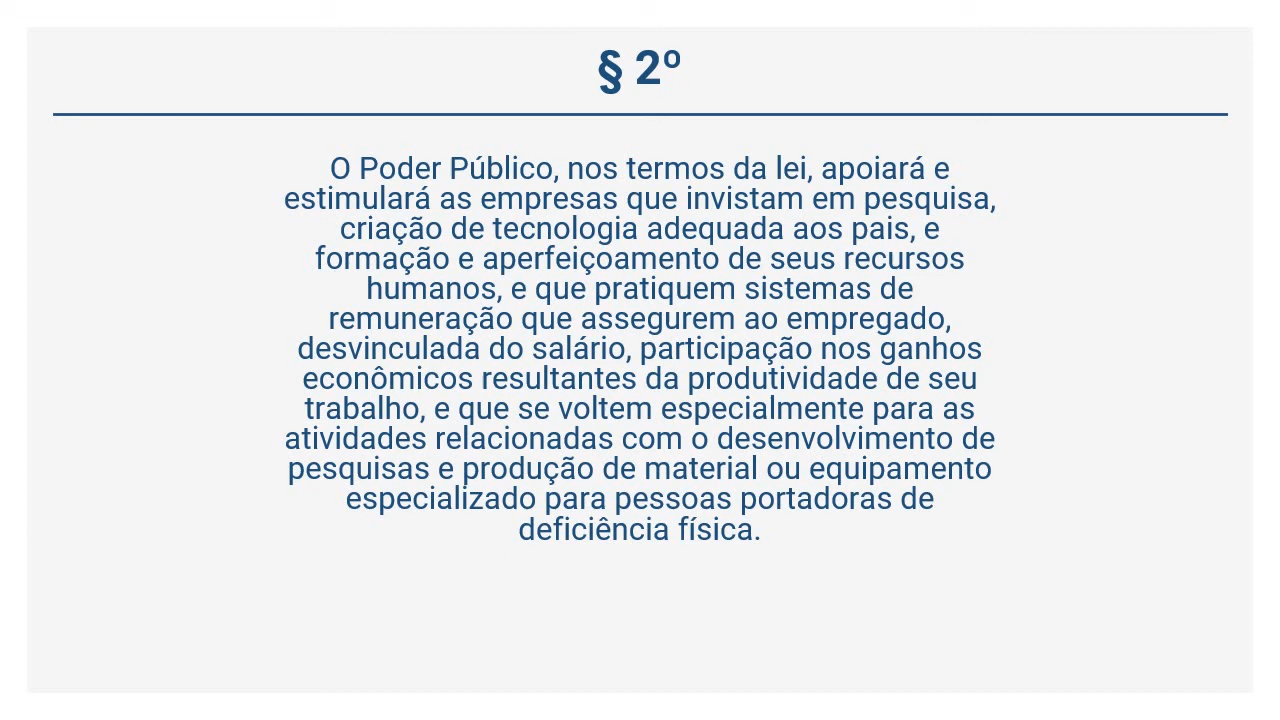 § 2º
O Poder Público, nos termos da lei, apoiará e
estimulará as empresas que invistam em pesquisa,
criação de tecnologia adequada aos pais, e
formação e aperfeiçoamento de seus recursos
humanos, e que pratiquem sistemas de
remuneração que assegurem ao empregado,
desvinculada do salário, participação nos ganhos
econômicos resultantes da produtividade de seu
trabalho, e que se voltem especialmente para as
atividades relacionadas com o desenvolvimento de
pesquisas e produção de material ou equipamento
especializado para pessoas portadoras de
deficiência física.